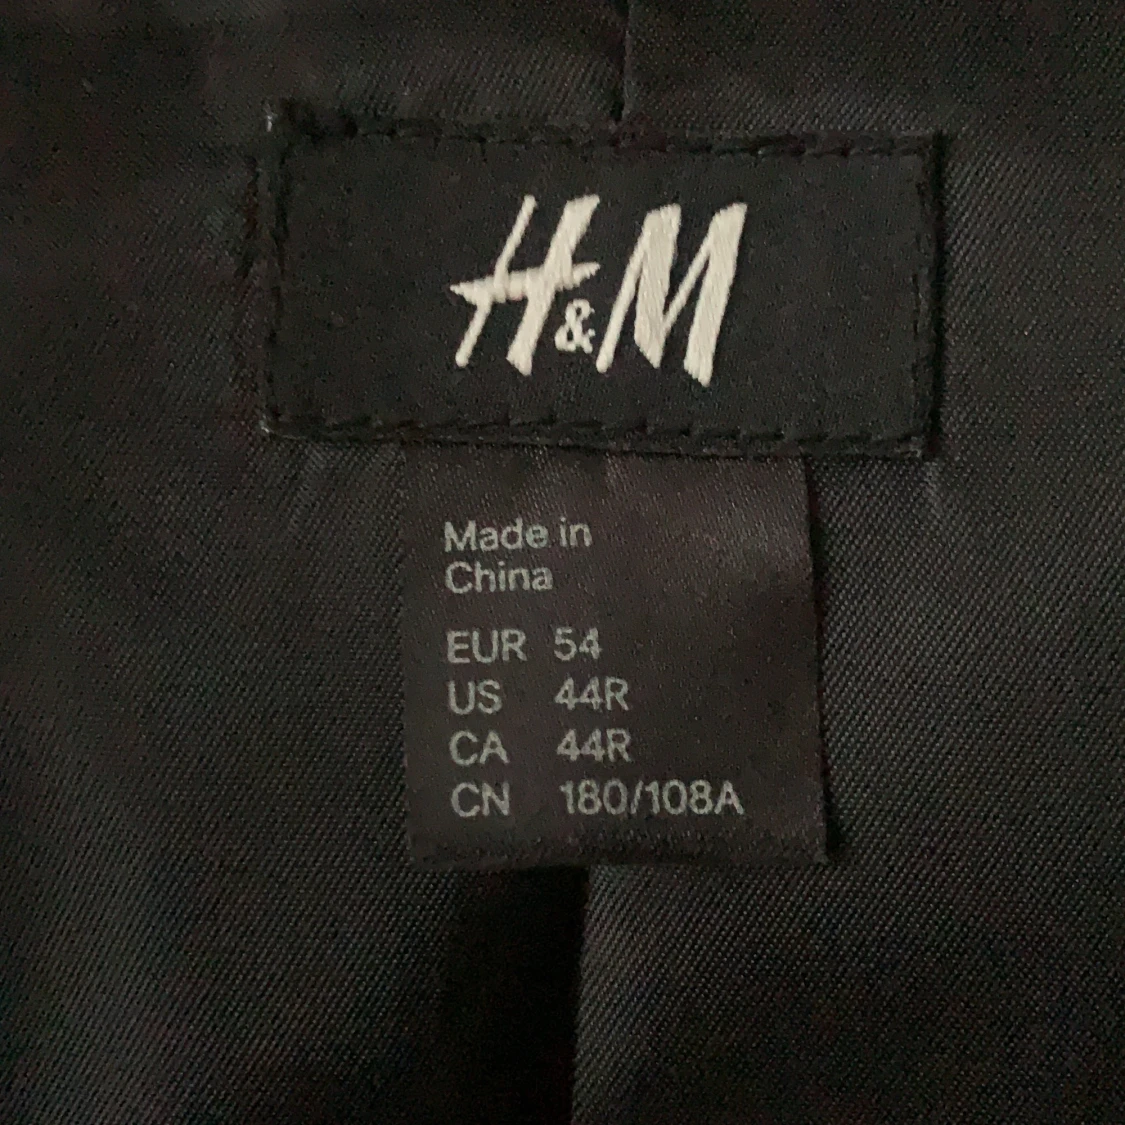 H&M
Made in
China
EUR 54
US 44R
CA 44R
CN 180/108A